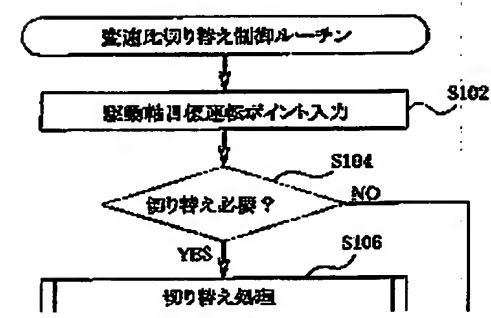 変速比切り替え制御ルーチン
S102
駆動軸目標運転ポイント入力
S104
切り替え必要？
NO
YES
S106
切り替え処理